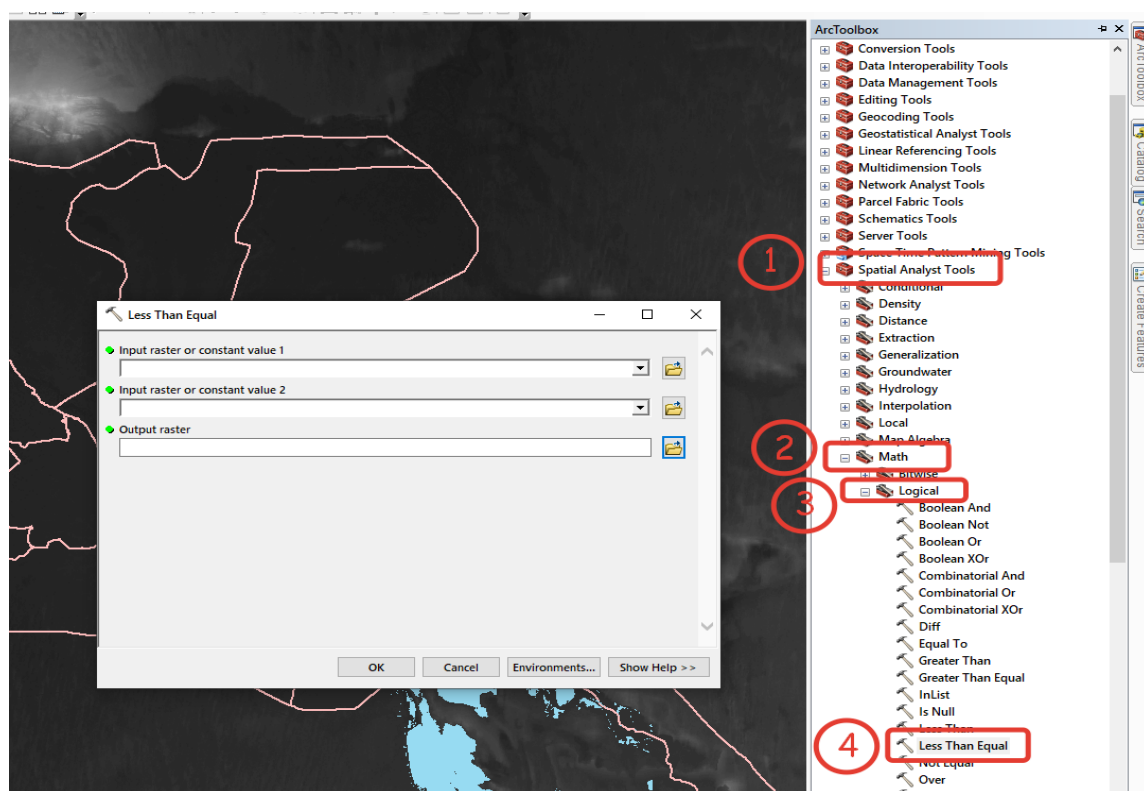 ArcToolbox
Conversion Tools
Data Interoperability Tools
Data Management Tools
Editing Tools
Geocoding Tools
Geostatistical Analyst Tools
Linear Referencing Tools
Multidimension Tools
Network Analyst Tools
Parcel Fabric Tools
Schematics Tools
Server Tools
Space Time Pattern Mining Tools
1
Spatial Analyst Tools
Conditional
Density
Distance
Extraction
Generalization
Groundwater
Hydrology
Interpolation
Local
Map Algebra
2
Math
Bitwise
3
Logical
Boolean And
Boolean Not
Boolean Or
Boolean XOr
Combinatorial And
Combinatorial Or
Combinatorial XOr
Diff
Equal To
Greater Than
Greater Than Equal
InList
Is Null
Less Than
4
Less Than Equal
Not Equal
Over
Less Than Equal
Input raster or constant value 1
Input raster or constant value 2
Output raster
OK
Cancel
Environments...
Show Help >>
ArcToolbox
Catalog
Search
Create Features